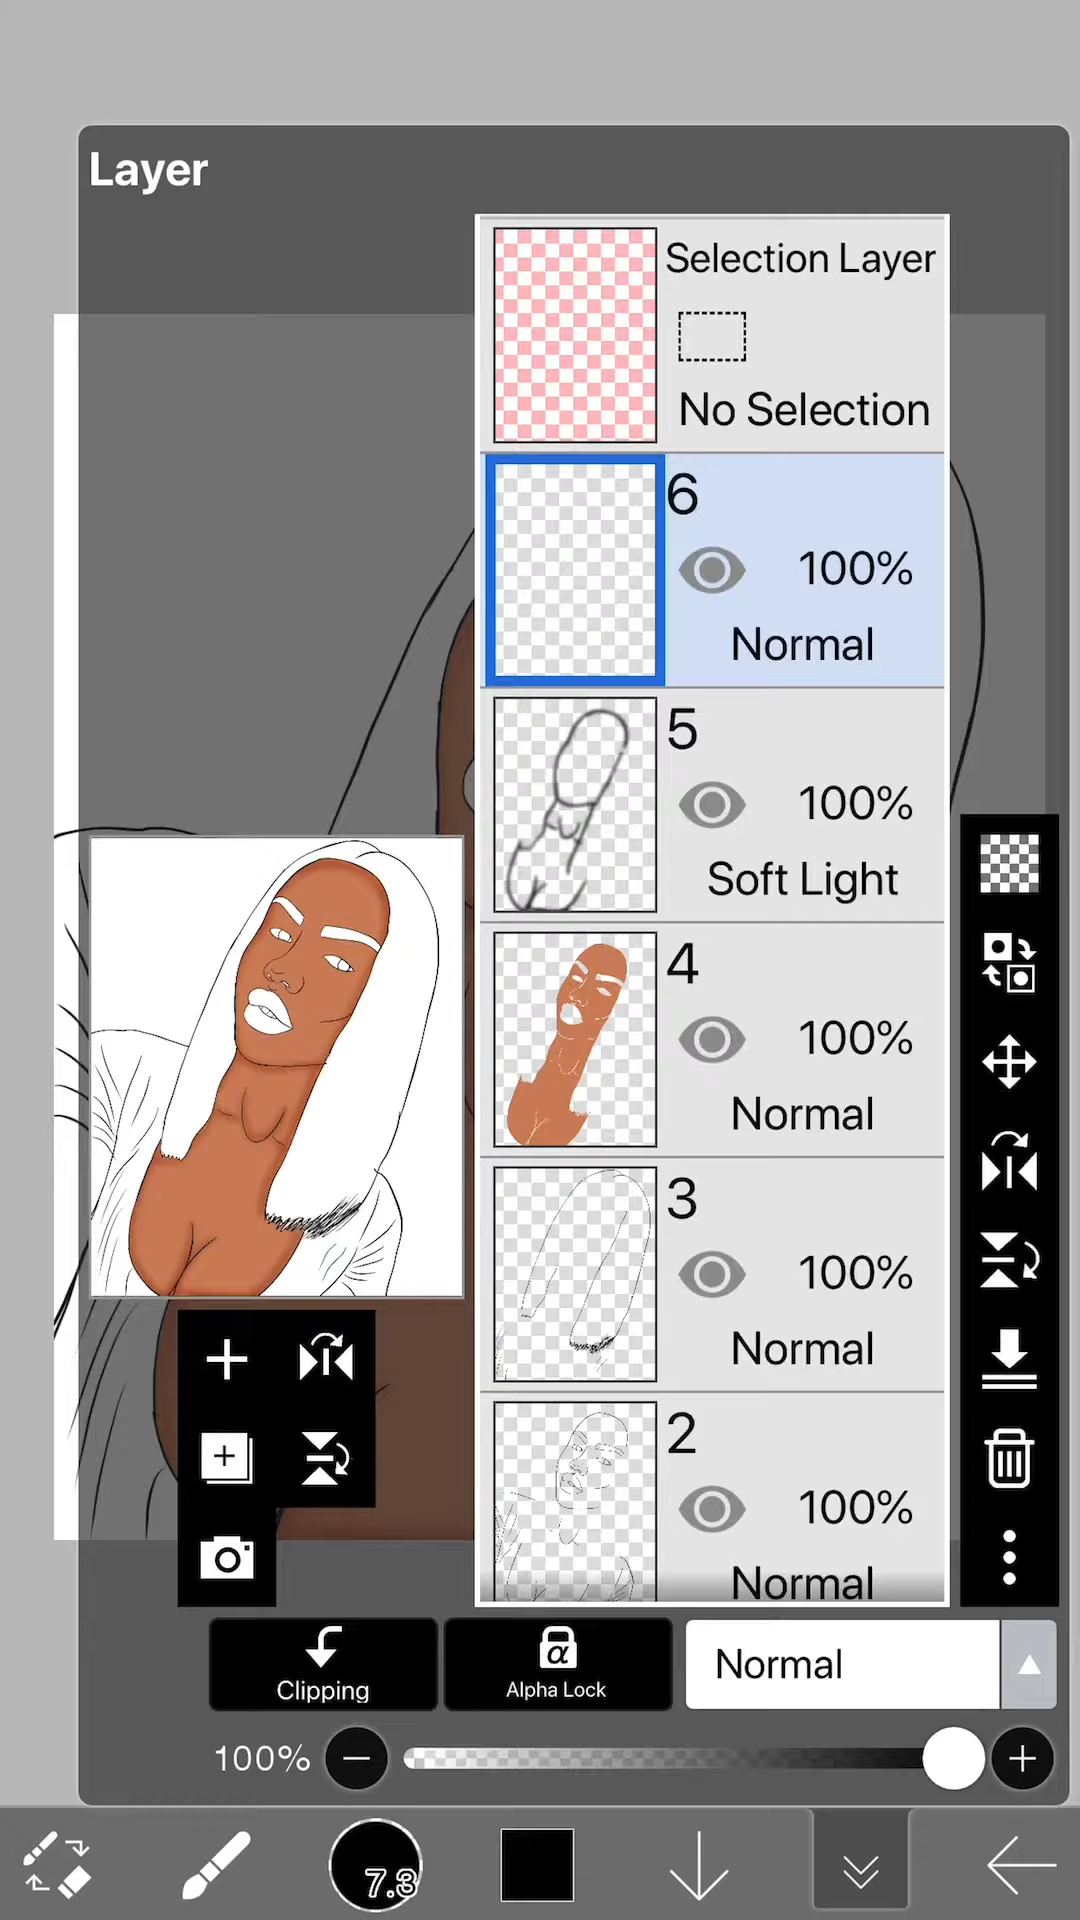 Layer
Selection Layer
No Selection
6
100%
Normal
5
100%
Soft Light
4
100%
Normal
3
100%
Normal
2
100%
Normal
Clipping
α
Alpha Lock
Normal
100%
7.3